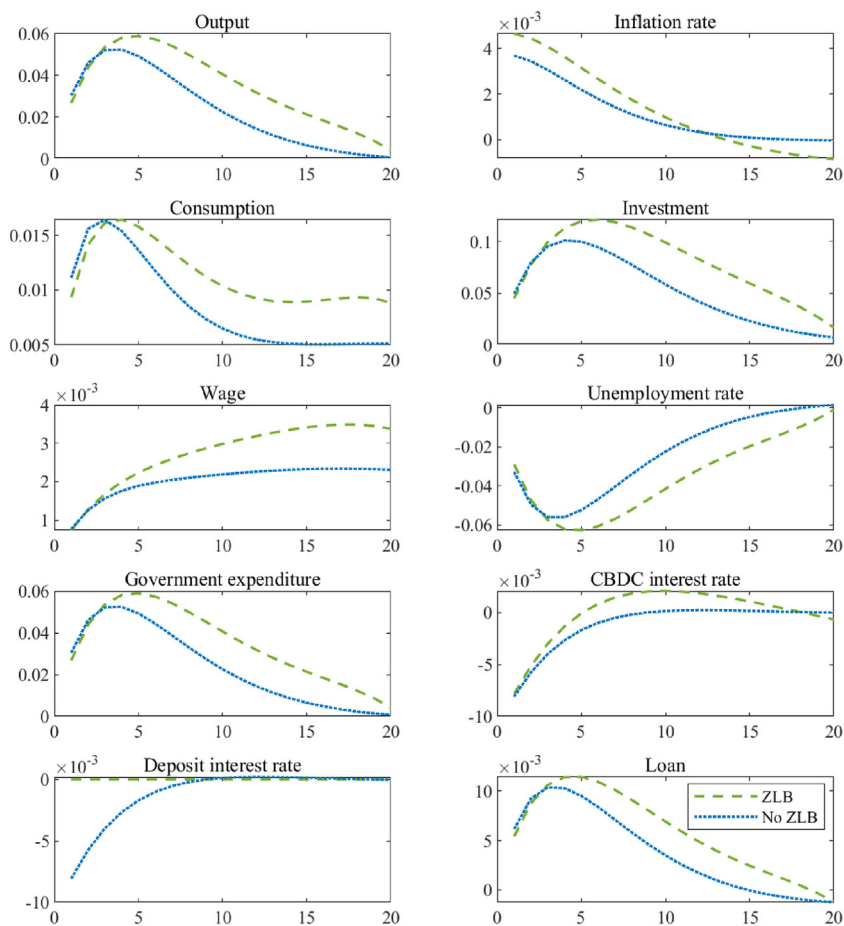 Output
0.06
0.04
0.02
0
0 5 10 15 20
Inflation rate
×10⁻³
4
2
0
0 5 10 15 20
Consumption
0.015
0.01
0.005
0 5 10 15 20
Investment
0.1
0.05
0
0 5 10 15 20
Wage
×10⁻³
4
3
2
1
0 5 10 15 20
Unemployment rate
0
-0.02
-0.04
-0.06
0 5 10 15 20
Government expenditure
0.06
0.04
0.02
0
0 5 10 15 20
CBDC interest rate
×10⁻³
0
-5
-10
0 5 10 15 20
Deposit interest rate
×10⁻³
0
-5
-10
0 5 10 15 20
Loan
×10⁻³
10
5
0
0 5 10 15 20
ZLB
No ZLB